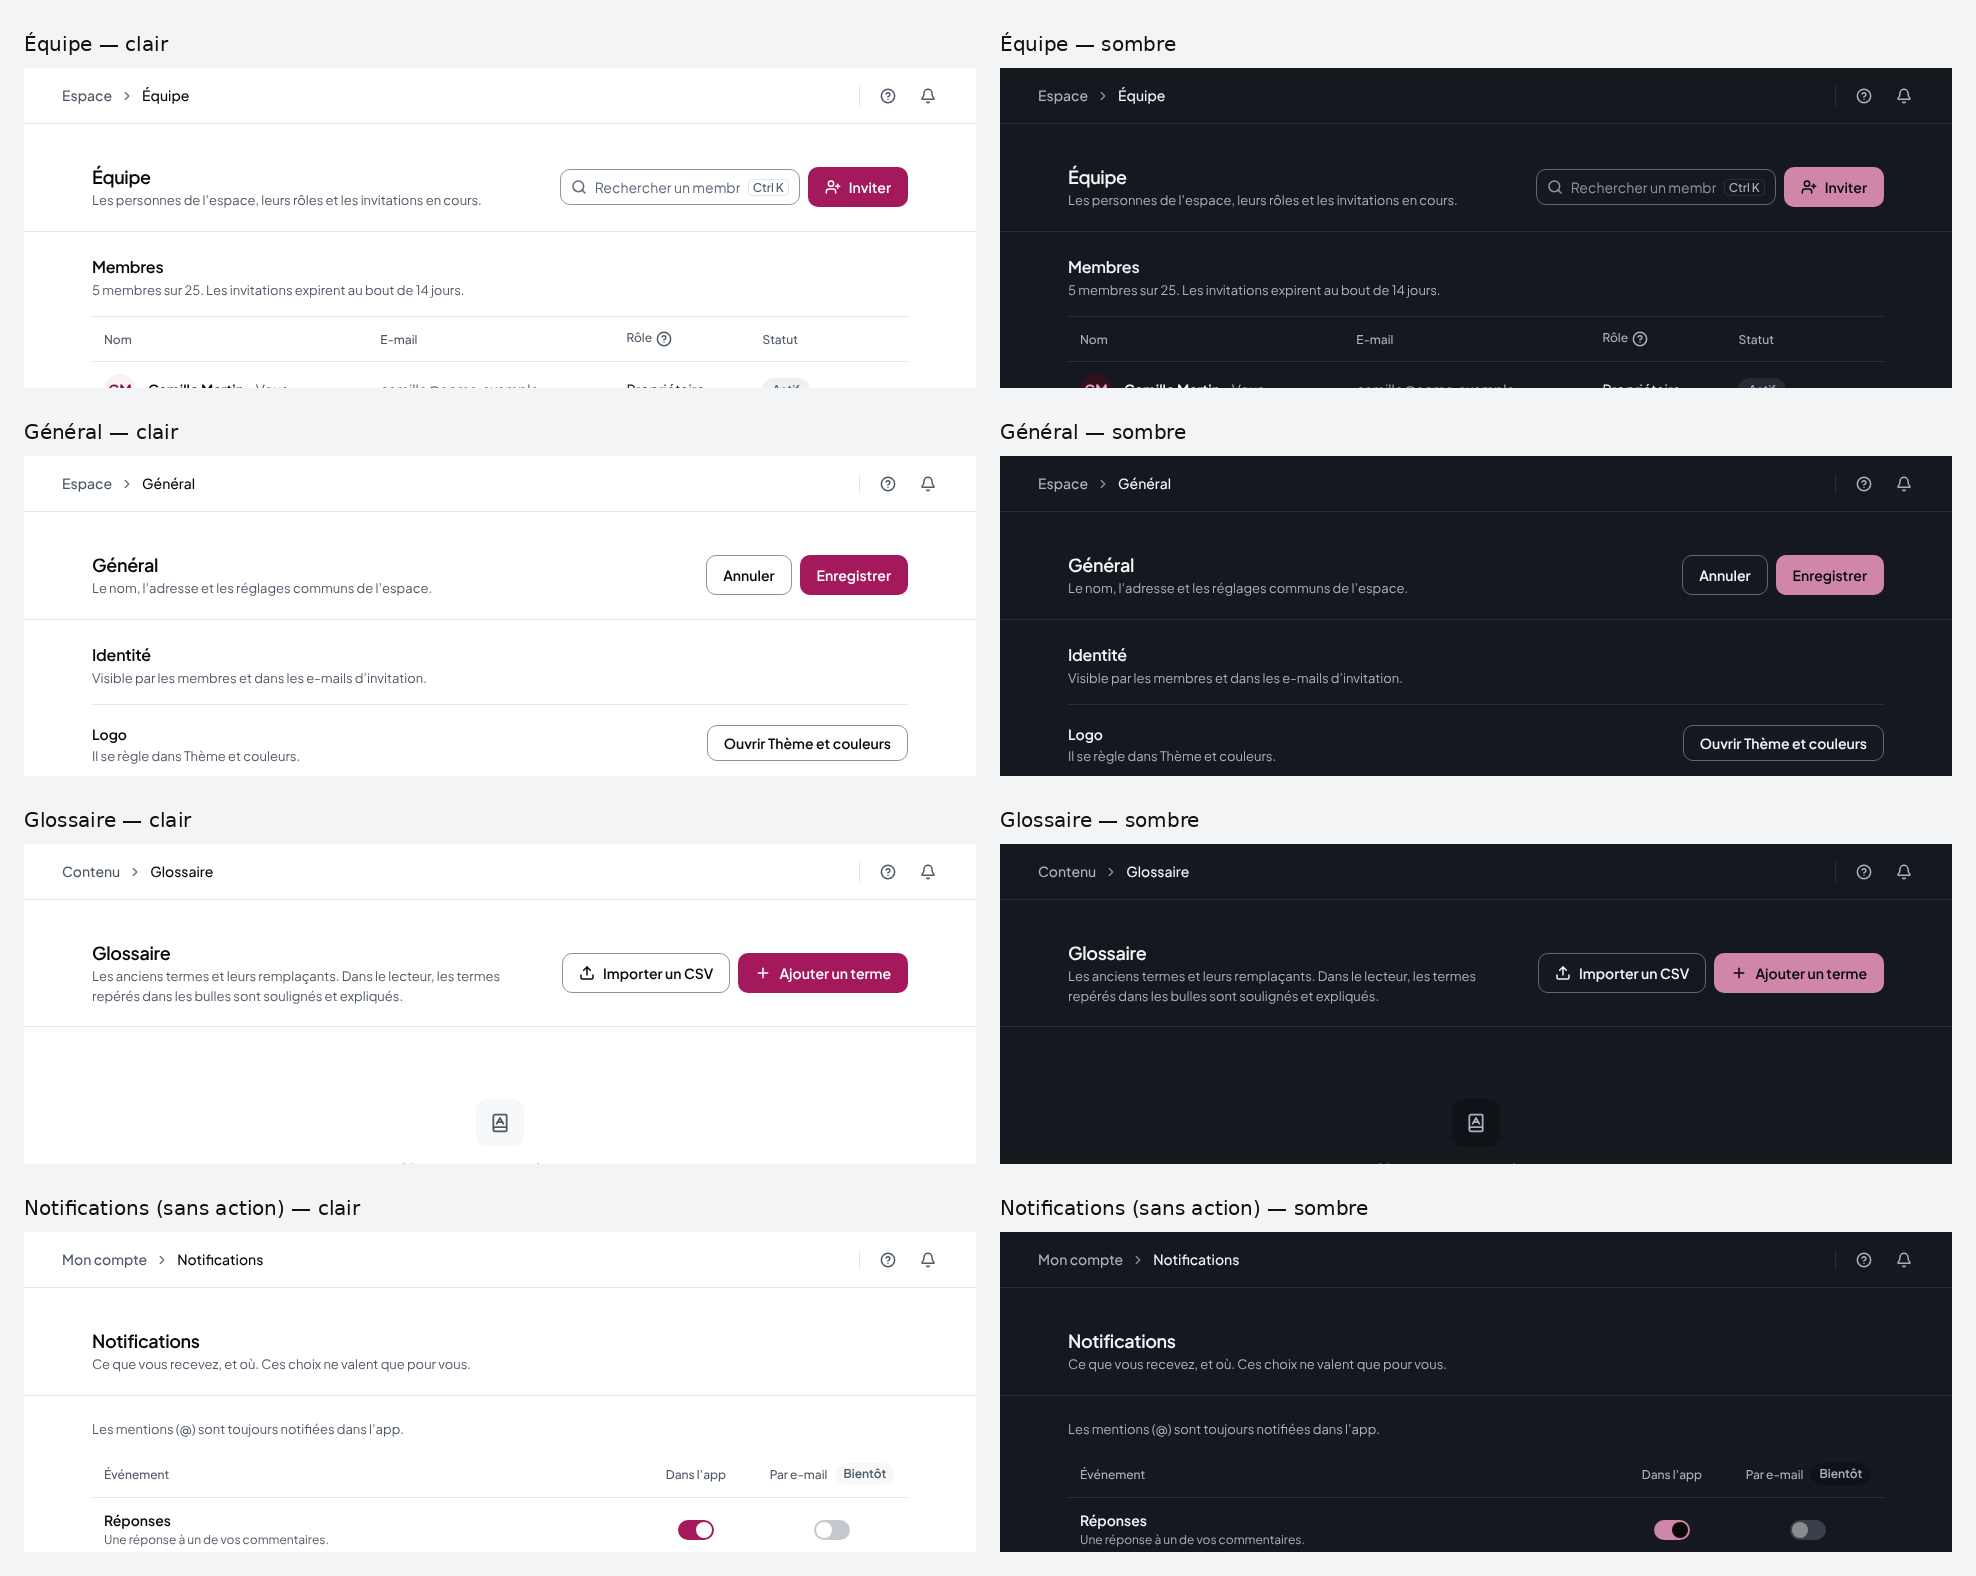 Équipe — clair
Espace > Équipe
Équipe
Les personnes de l'espace, leurs rôles et les invitations en cours.
Rechercher un membr Ctrl K
Inviter
Membres
5 membres sur 25. Les invitations expirent au bout de 14 jours.
Nom E-mail Rôle Statut
CM Camille Martin Vous Propriétaire Actif
Équipe — sombre
Espace > Équipe
Équipe
Les personnes de l'espace, leurs rôles et les invitations en cours.
Rechercher un membr Ctrl K
Inviter
Membres
5 membres sur 25. Les invitations expirent au bout de 14 jours.
Nom E-mail Rôle Statut
CM Camille Martin Vous Propriétaire Actif
Général — clair
Espace > Général
Général
Le nom, l'adresse et les réglages communs de l'espace.
Annuler
Enregistrer
Identité
Visible par les membres et dans les e-mails d'invitation.
Logo
Il se règle dans Thème et couleurs.
Ouvrir Thème et couleurs
Général — sombre
Espace > Général
Général
Le nom, l'adresse et les réglages communs de l'espace.
Annuler
Enregistrer
Identité
Visible par les membres et dans les e-mails d'invitation.
Logo
Il se règle dans Thème et couleurs.
Ouvrir Thème et couleurs
Glossaire — clair
Contenu > Glossaire
Glossaire
Les anciens termes et leurs remplaçants. Dans le lecteur, les termes
repérés dans les bulles sont soulignés et expliqués.
Importer un CSV
Ajouter un terme
Glossaire — sombre
Contenu > Glossaire
Glossaire
Les anciens termes et leurs remplaçants. Dans le lecteur, les termes
repérés dans les bulles sont soulignés et expliqués.
Importer un CSV
Ajouter un terme
Notifications (sans action) — clair
Mon compte > Notifications
Notifications
Ce que vous recevez, et où. Ces choix ne valent que pour vous.
Les mentions (@) sont toujours notifiées dans l'app.
Événement Dans l'app Par e-mail Bientôt
Réponses
Une réponse à un de vos commentaires.
Notifications (sans action) — sombre
Mon compte > Notifications
Notifications
Ce que vous recevez, et où. Ces choix ne valent que pour vous.
Les mentions (@) sont toujours notifiées dans l'app.
Événement Dans l'app Par e-mail Bientôt
Réponses
Une réponse à un de vos commentaires.